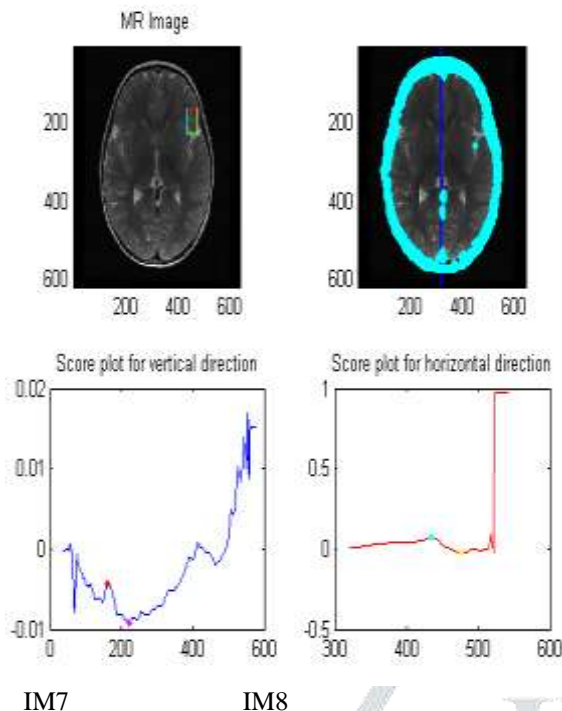 MR Image
200
400
600
200 400 600
200
400
600
200 400 600
Score plot for vertical direction
0.02
0.01
0
-0.01
0 200 400 600
Score plot for horizontal direction
1
0.5
0
-0.5
300 400 500 600
IM7 IM8